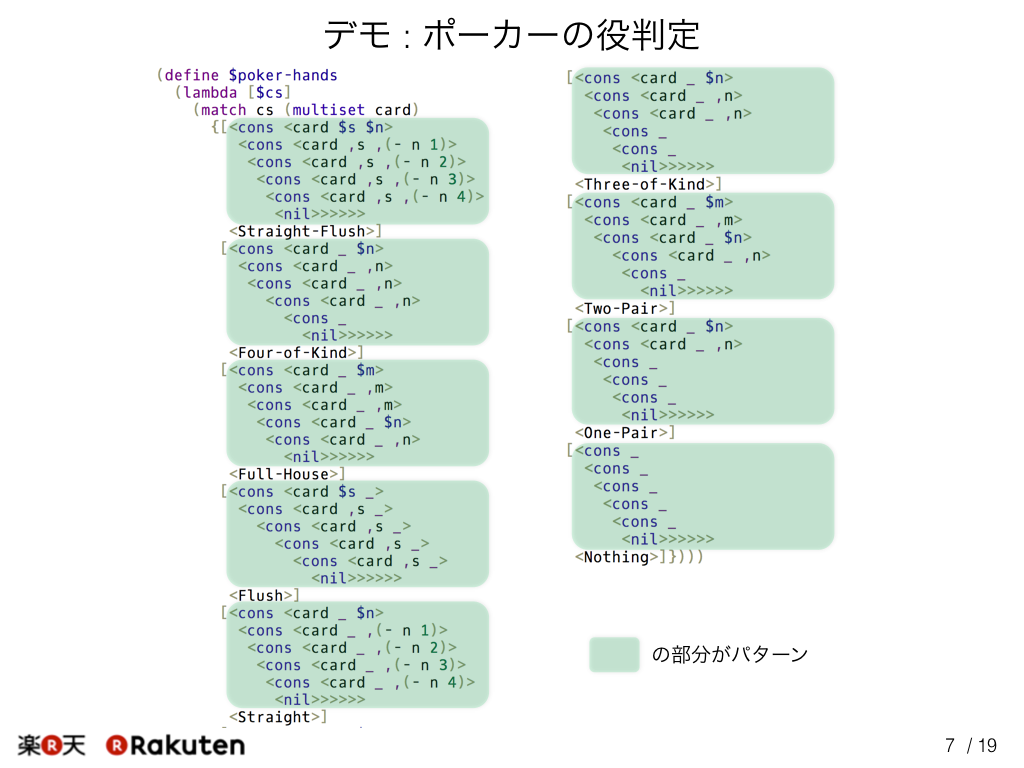 デモ : ポーカーの役判定
(define $poker-hands
(lambda [$cs]
(match cs (multiset card)
{[<cons <card $s $n>
<cons <card ,s ,(- n 1)>
<cons <card ,s ,(- n 2)>
<cons <card ,s ,(- n 3)>
<cons <card ,s ,(- n 4)>
<nil>>>>>>
<Straight-Flush>]
[<cons <card _ $n>
<cons <card _ ,n>
<cons <card _ ,n>
<cons <card _ ,n>
<cons _
<nil>>>>>>
<Four-of-Kind>]
[<cons <card _ $m>
<cons <card _ ,m>
<cons <card _ ,m>
<cons <card _ $n>
<cons <card _ ,n>
<nil>>>>>>
<Full-House>]
[<cons <card $s _>
<cons <card ,s _>
<cons <card ,s _>
<cons <card ,s _>
<cons <card ,s _>
<nil>>>>>>
<Flush>]
[<cons <card _ $n>
<cons <card _ ,(- n 1)>
<cons <card _ ,(- n 2)>
<cons <card _ ,(- n 3)>
<cons <card _ ,(- n 4)>
<nil>>>>>>
<Straight>]
[<cons <card _ $n>
<cons <card _ ,n>
<cons <card _ ,n>
<cons _
<cons _
<nil>>>>>>
<Three-of-Kind>]
[<cons <card _ $m>
<cons <card _ ,m>
<cons <card _ $n>
<cons <card _ ,n>
<cons _
<nil>>>>>>
<Two-Pair>]
[<cons <card _ $n>
<cons <card _ ,n>
<cons _
<cons _
<cons _
<nil>>>>>>
<One-Pair>]
[<cons _
<cons _
<cons _
<cons _
<cons _
<nil>>>>>>
<Nothing>]})))
の部分がパターン
楽R天 R Rakuten
7 / 19